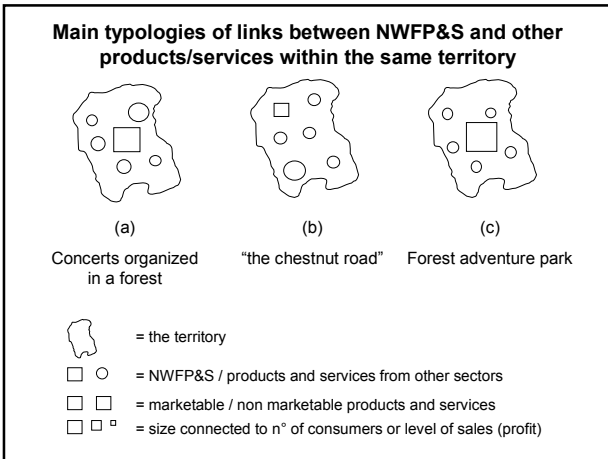 Main typologies of links between NWFP&S and other
products/services within the same territory
(a)
(b)
(c)
Concerts organized
in a forest
“the chestnut road”
Forest adventure park
= the territory
= NWFP&S / products and services from other sectors
= marketable / non marketable products and services
= size connected to n° of consumers or level of sales (profit)